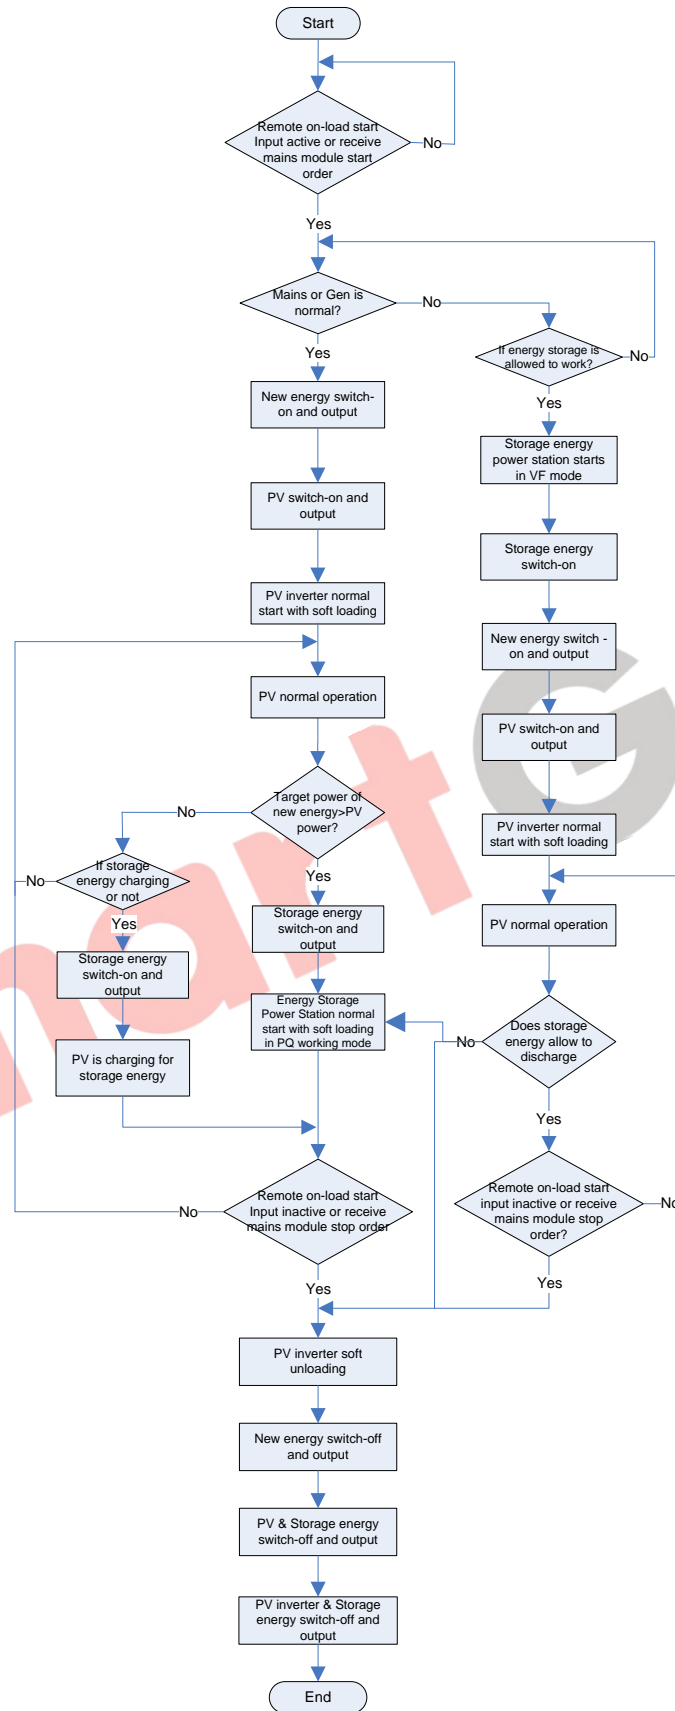 Start
Remote on-load start
Input active or receive
mains module start
order
No
Yes
Mains or Gen is
normal?
No
If energy storage is
allowed to work?
No
Yes
Yes
New energy switch-
on and output
Storage energy
power station starts
in VF mode
PV switch-on and
output
Storage energy
switch-on
PV inverter normal
start with soft loading
New energy switch -
on and output
PV normal operation
PV switch-on and
output
Target power of
new energy>PV
power?
No
Yes
PV inverter normal
start with soft loading
If storage
energy charging
or not
No
Yes
Storage energy
switch-on and
output
PV normal operation
Storage energy
switch-on and
output
Energy Storage
Power Station normal
start with soft loading
in PQ working mode
Does storage
energy allow to
discharge
No
Yes
PV is charging for
storage energy
Remote on-load start
Input inactive or receive
mains module stop order
No
Yes
Remote on-load start
input inactive or receive
mains module stop
order?
No
Yes
PV inverter soft
unloading
New energy switch-off
and output
PV & Storage energy
switch-off and output
PV inverter & Storage
energy switch-off and
output
End
martG